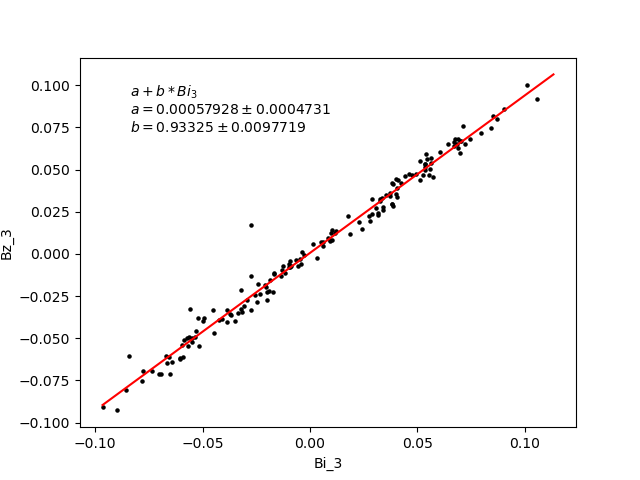 a + b * Bi₃
a = 0.00057928 ± 0.0004731
b = 0.93325 ± 0.0097719
0.100
0.075
0.050
0.025
0.000
−0.025
−0.050
−0.075
−0.100
Bz_3
−0.10 −0.05 0.00 0.05 0.10
Bi_3